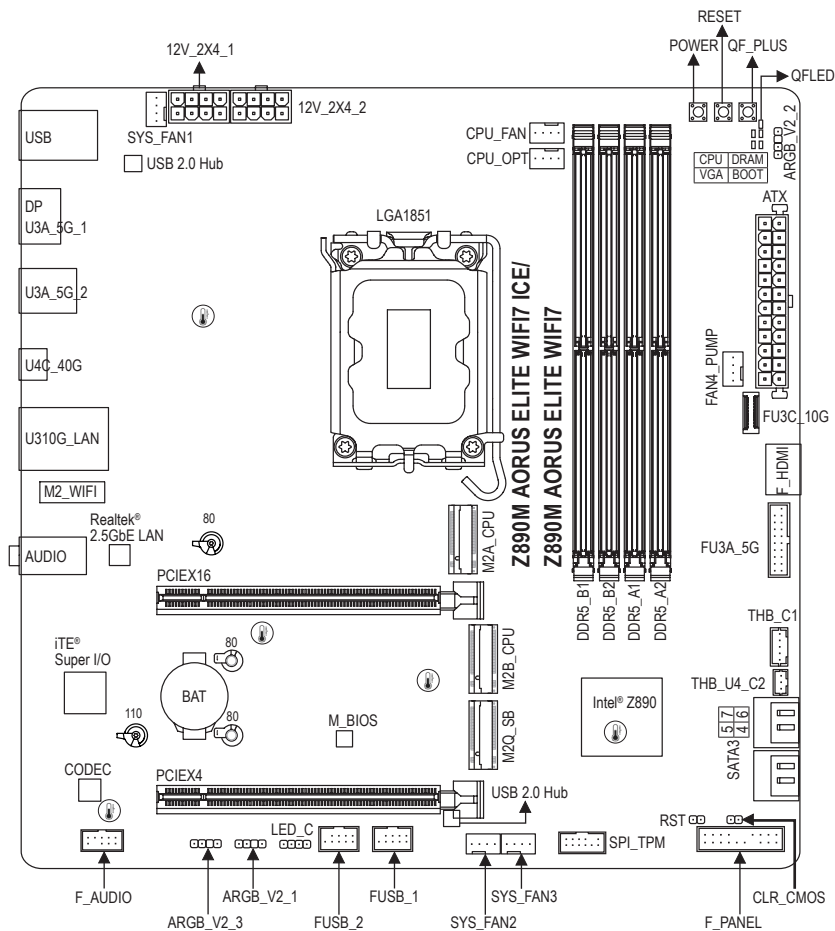 RESET
POWER QF_PLUS
QFLED
12V_2X4_1
12V_2X4_2
SYS_FAN1
USB
USB 2.0 Hub
CPU_FAN
CPU_OPT
ARGB_V2_2
CPU DRAM
VGA BOOT
ATX
DP
U3A_5G_1
LGA1851
U3A_5G_2
U4C_40G
U310G_LAN
M2_WIFI
Realtek®
2.5GbE LAN
80
AUDIO
Z890M AORUS ELITE WIFI7 ICE/
Z890M AORUS ELITE WIFI7
FAN4_PUMP
FU3C_10G
F_HDMI
FU3A_5G
M2A_CPU
PCIEX16
DDR5_B1
DDR5_B2
DDR5_A1
DDR5_A2
THB_C1
THB_U4_C2
iTE®
Super I/O
80
BAT
M2B_CPU
Intel® Z890
5 7
4 6
SATA3
110
80
M_BIOS
M2Q_SB
CODEC
PCIEX4
USB 2.0 Hub
LED_C
RST
SPI_TPM
F_AUDIO
ARGB_V2_1
FUSB_1
SYS_FAN3
CLR_CMOS
ARGB_V2_3
FUSB_2
SYS_FAN2
F_PANEL